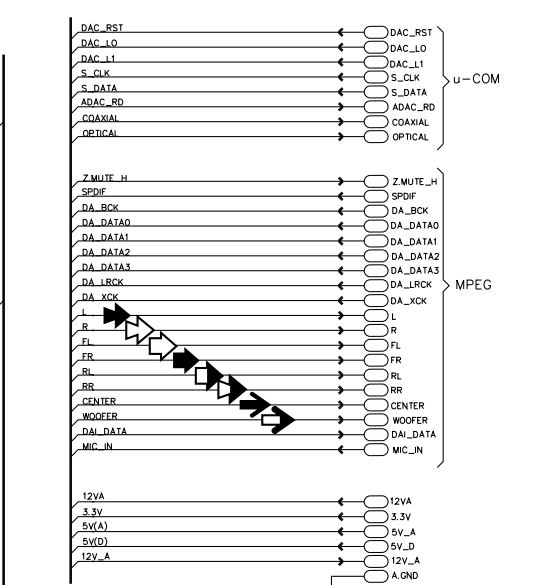 DAC_RST DAC_RST
DAC_LO DAC_LO
DAC_L1 DAC_L1
S_CLK S_CLK
S_DATA S_DATA
ADAC_RD ADAC_RD
COAXIAL COAXIAL
OPTICAL OPTICAL
u-COM
Z.MUTE_H Z.MUTE_H
SPDIF SPDIF
DA_BCK DA_BCK
DA_DATA0 DA_DATA0
DA_DATA1 DA_DATA1
DA_DATA2 DA_DATA2
DA_DATA3 DA_DATA3
DA_LRCK DA_LRCK
DA_XCK DA_XCK
L L
R R
FL FL
FR FR
RL RL
RR RR
CENTER CENTER
WOOFER WOOFER
DAI_DATA DAI_DATA
MIC_IN MIC_IN
MPEG
12VA 12VA
3.3V 3.3V
5V(A) 5V_A
5V(D) 5V_D
12V_A 12V_A
A.GND